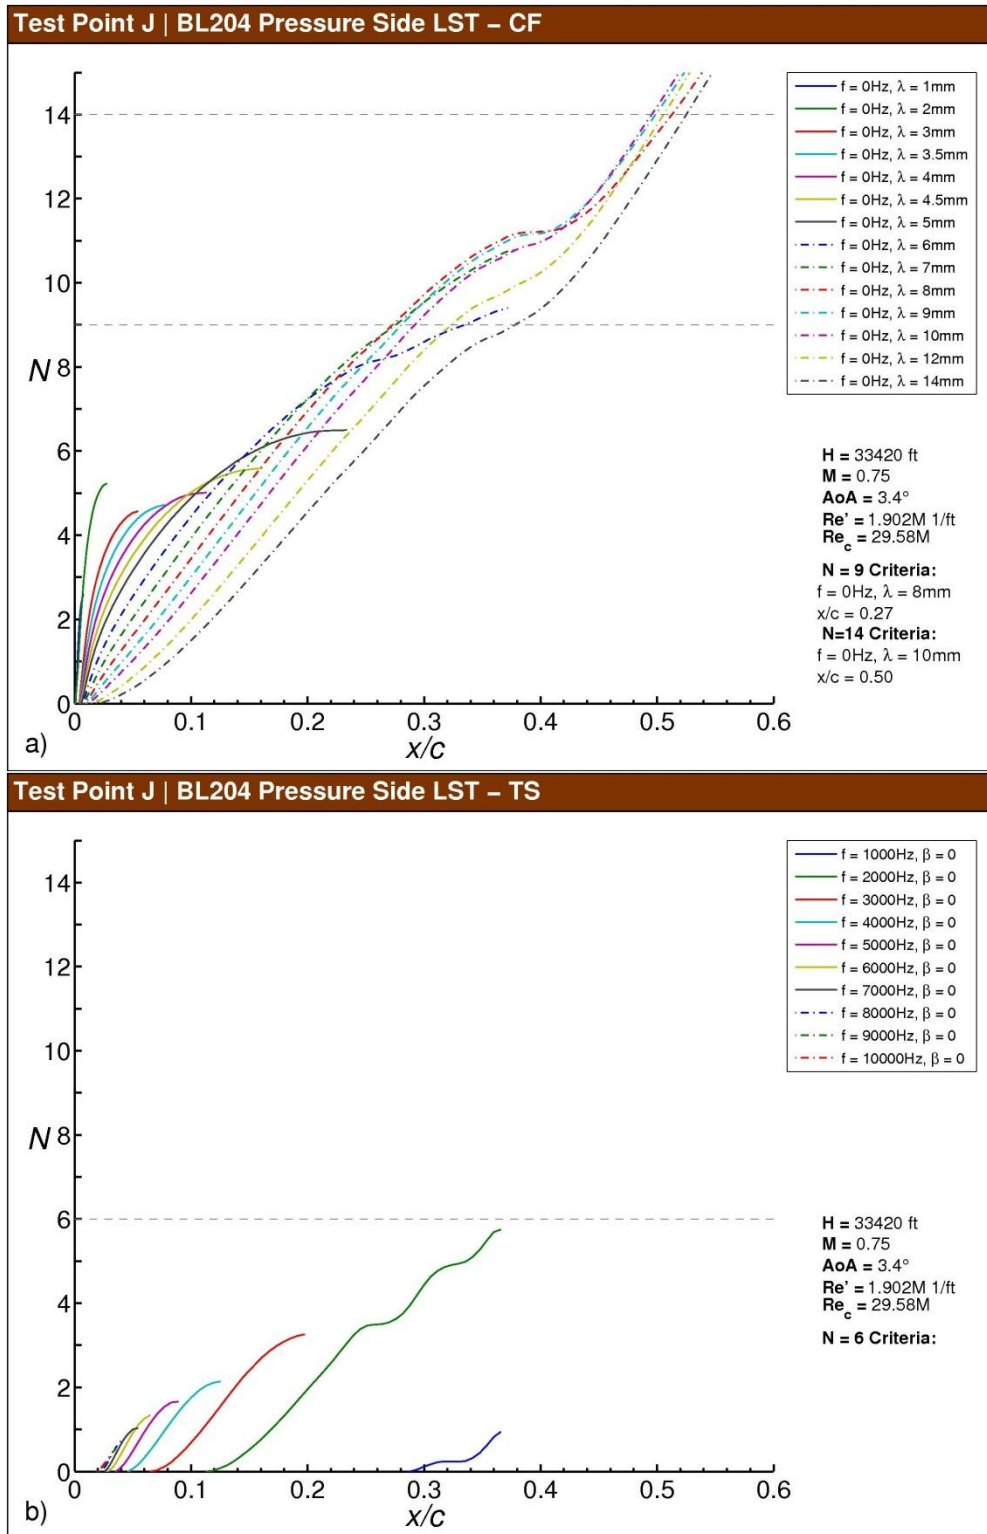 Test Point J | BL204 Pressure Side LST – CF
14
12
10
8
6
4
2
0
N
0
0.1
0.2
0.3
0.4
0.5
0.6
x/c
a)
f = 0Hz, λ = 1mm
f = 0Hz, λ = 2mm
f = 0Hz, λ = 3mm
f = 0Hz, λ = 3.5mm
f = 0Hz, λ = 4mm
f = 0Hz, λ = 4.5mm
f = 0Hz, λ = 5mm
f = 0Hz, λ = 6mm
f = 0Hz, λ = 7mm
f = 0Hz, λ = 8mm
f = 0Hz, λ = 9mm
f = 0Hz, λ = 10mm
f = 0Hz, λ = 12mm
f = 0Hz, λ = 14mm
H = 33420 ft
M = 0.75
AoA = 3.4°
Re' = 1.902M 1/ft
Rec = 29.58M
N = 9 Criteria:
f = 0Hz, λ = 8mm
x/c = 0.27
N=14 Criteria:
f = 0Hz, λ = 10mm
x/c = 0.50
Test Point J | BL204 Pressure Side LST – TS
14
12
10
8
6
4
2
0
N
0
0.1
0.2
0.3
0.4
0.5
0.6
x/c
b)
f = 1000Hz, β = 0
f = 2000Hz, β = 0
f = 3000Hz, β = 0
f = 4000Hz, β = 0
f = 5000Hz, β = 0
f = 6000Hz, β = 0
f = 7000Hz, β = 0
f = 8000Hz, β = 0
f = 9000Hz, β = 0
f = 10000Hz, β = 0
H = 33420 ft
M = 0.75
AoA = 3.4°
Re' = 1.902M 1/ft
Rec = 29.58M
N = 6 Criteria: